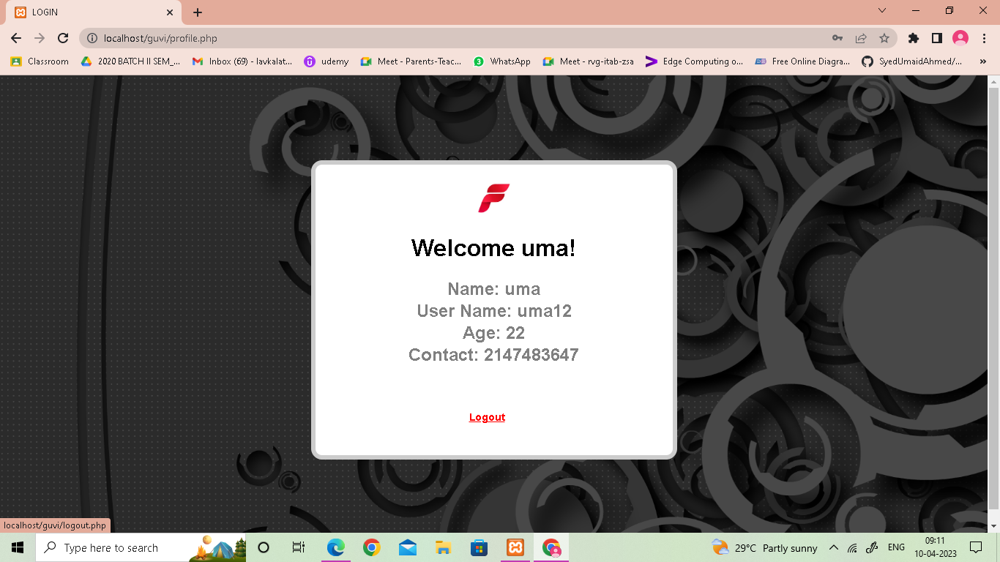 LOGIN
localhost/guvi/profile.php
Classroom
2020 BATCH II SEM_...
Inbox (69) - lavkalat...
udemy
Meet - Parents-Teac...
3
WhatsApp
Meet - rvg-itab-zsa
Edge Computing o...
Free Online Diagra...
SyedUmaidAhmed/...
»
Welcome uma!
Name: uma
User Name: uma12
Age: 22
Contact: 2147483647
Logout
localhost/guvi/logout.php
Type here to search
29°C Partly sunny
ENG
09:11
10-04-2023